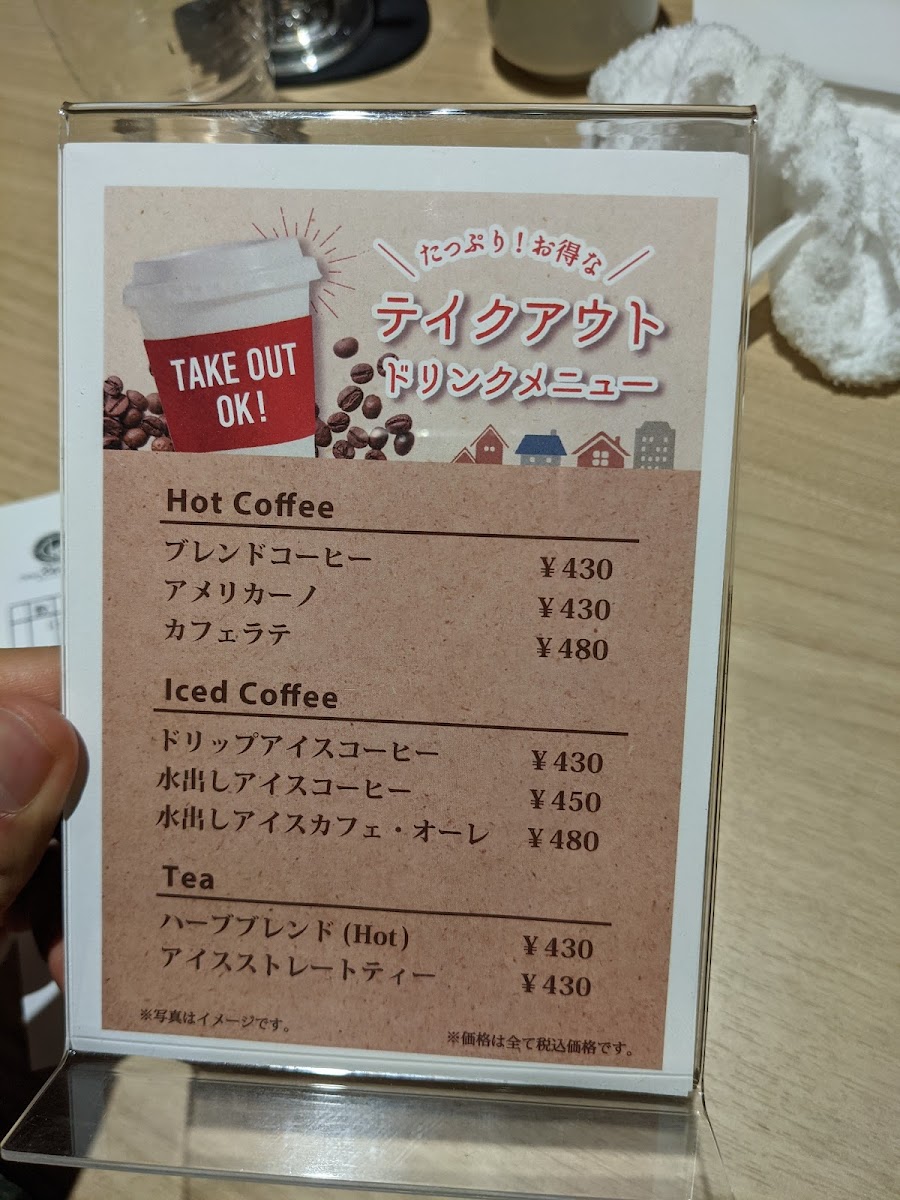 たっぷり！お得な
テイクアウト
ドリンクメニュー
TAKE OUT
OK!
Hot Coffee
ブレンドコーヒー ¥430
アメリカーノ ¥430
カフェラテ ¥480
Iced Coffee
ドリップアイスコーヒー ¥430
水出しアイスコーヒー ¥450
水出しアイスカフェ・オーレ ¥480
Tea
ハーブブレンド (Hot) ¥430
アイスストレートティー ¥430
※写真はイメージです。
※価格は全て税込価格です。